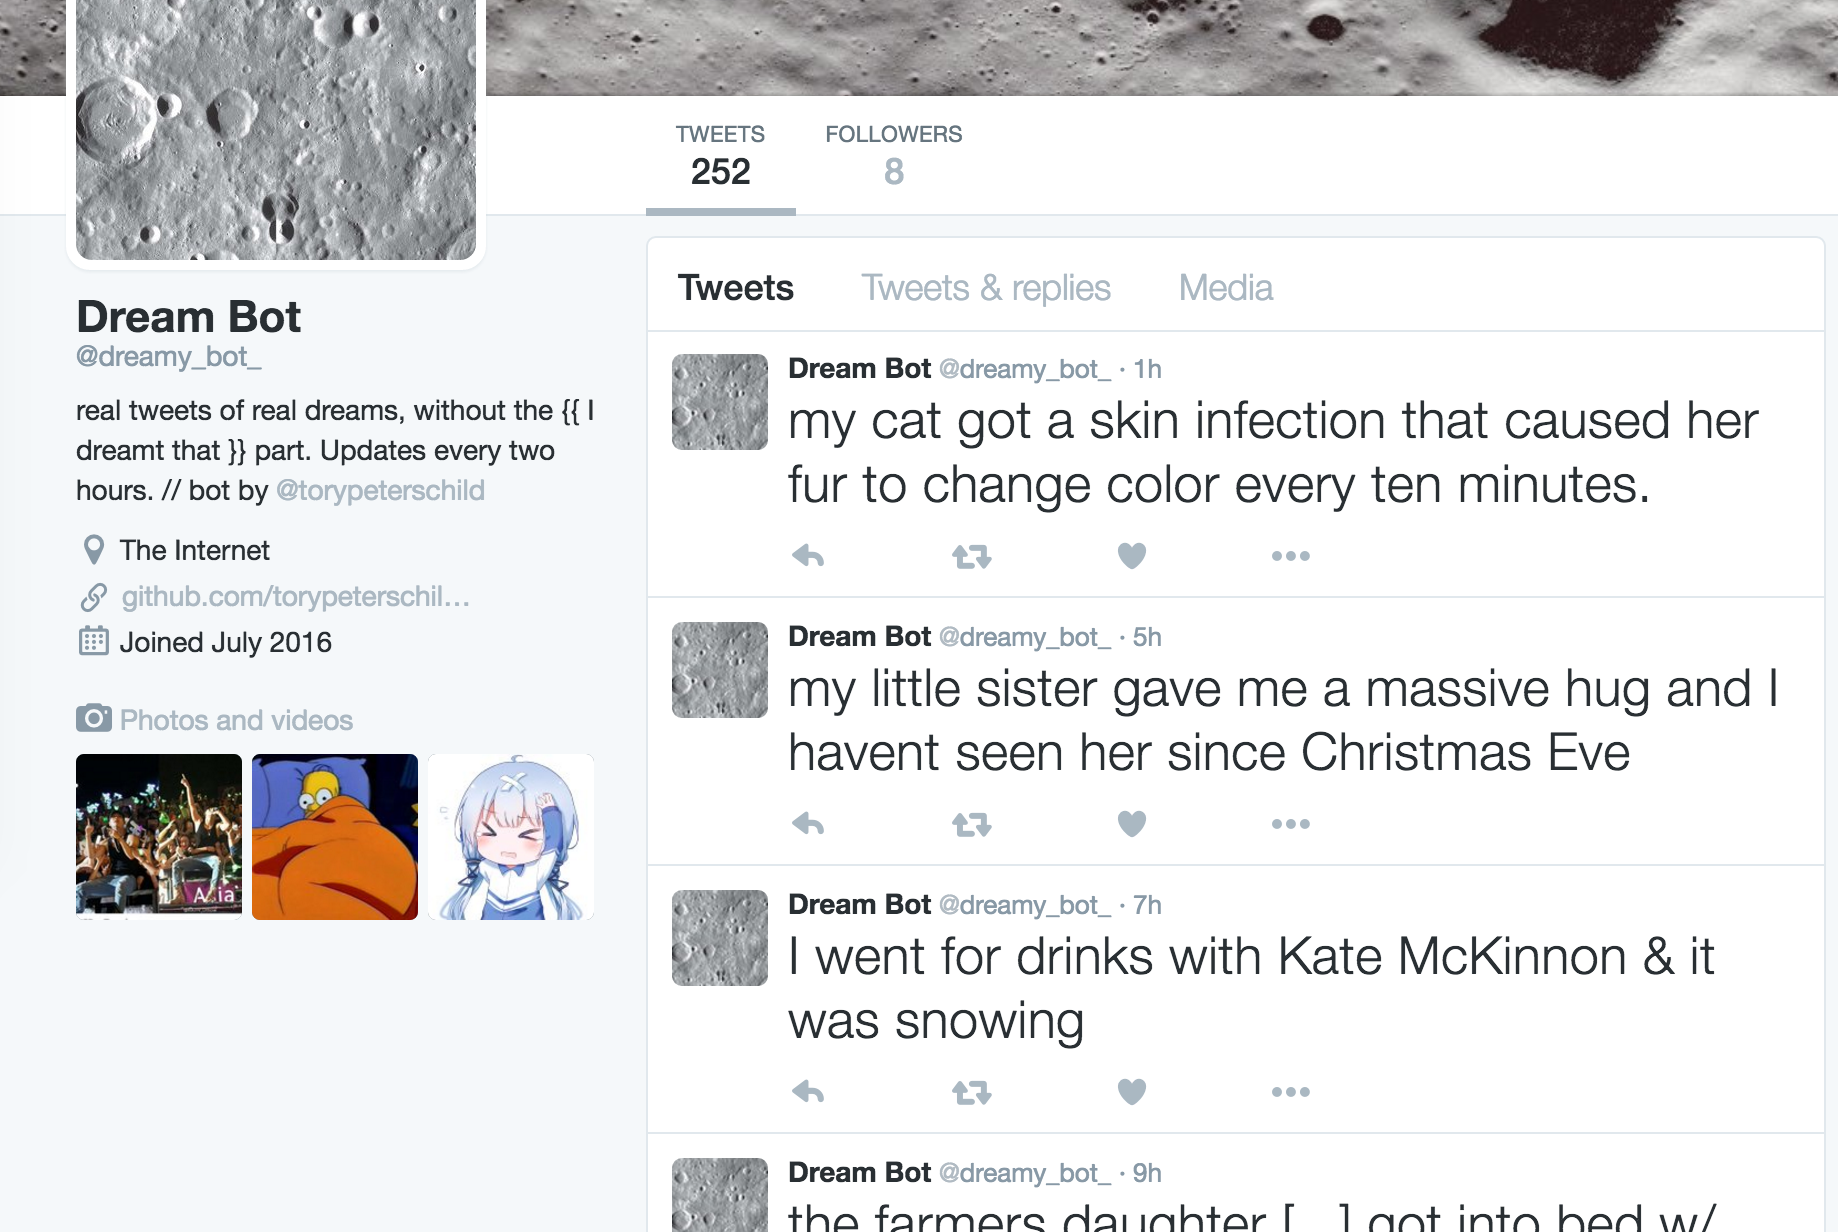 TWEETS
252
FOLLOWERS
8
Dream Bot
@dreamy_bot_
real tweets of real dreams, without the {{ I
dreamt that }} part. Updates every two
hours. // bot by @torypeterschild
The Internet
github.com/torypeterschil…
Joined July 2016
Photos and videos
Asia
Tweets
Tweets & replies
Media
Dream Bot @dreamy_bot_ · 1h
my cat got a skin infection that caused her
fur to change color every ten minutes.
Dream Bot @dreamy_bot_ · 5h
my little sister gave me a massive hug and I
havent seen her since Christmas Eve
Dream Bot @dreamy_bot_ · 7h
I went for drinks with Kate McKinnon & it
was snowing
Dream Bot @dreamy_bot_ · 9h
the farmers daughter [...] got into bed w/